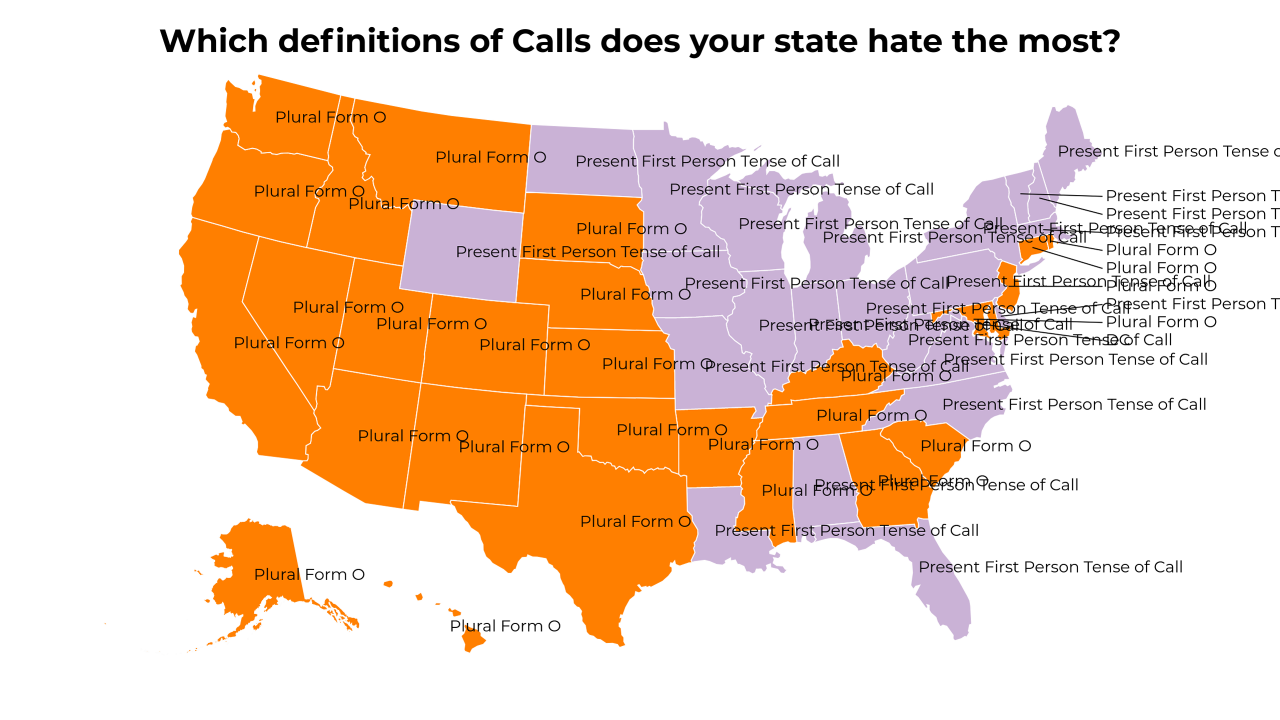 Which definitions of Calls does your state hate the most?
Plural Form O
Present First Person Tense o
Plural Form O
Present First Person Tense of Call
Present First Person Tense of Call
Plural Form O
Present First Person T
Plural Form O
Present First Person T
Present First Person Tense of Call
Plural Form O
Present First Person Tense of Call
Present First Person T
Present First Person Tense of Call
Plural Form O
Present First Person Tense of Call
Plural Form O
Present First Person Tense of Call
Present First Person Tense of Call
Plural Form O
Plural Form O
Present First Person T
Plural Form O
Present First Person Tense of Call
Plural Form O
Plural Form O
Present First Person Tense of Call
Present First Person Tense of Call
Present First Person Tense of Call
DC
Plural Form O
Plural Form O
Present First Person Tense of Call
Plural Form O
Present First Person Tense of Call
Plural Form O
Present First Person Tense of Call
Plural Form O
Plural Form O
Plural Form O
Plural Form O
Plural Form O
Plural Form O
Plural Form O
Present First Person Tense of Call
Plural Form O
Plural Form O
Present First Person Tense of Call
Present First Person Tense of Call
Plural Form O
Plural Form O